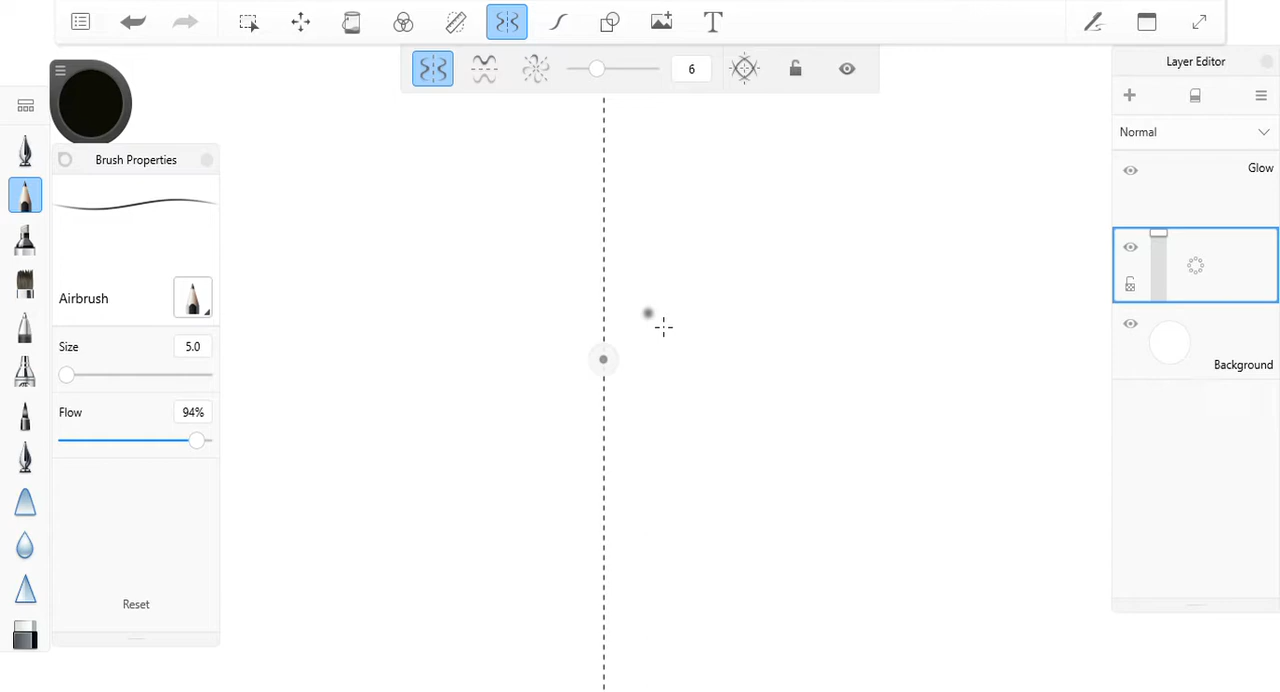 T
6
Layer Editor
Normal
Glow
Background
Brush Properties
Airbrush
Size 5.0
Flow 94%
Reset